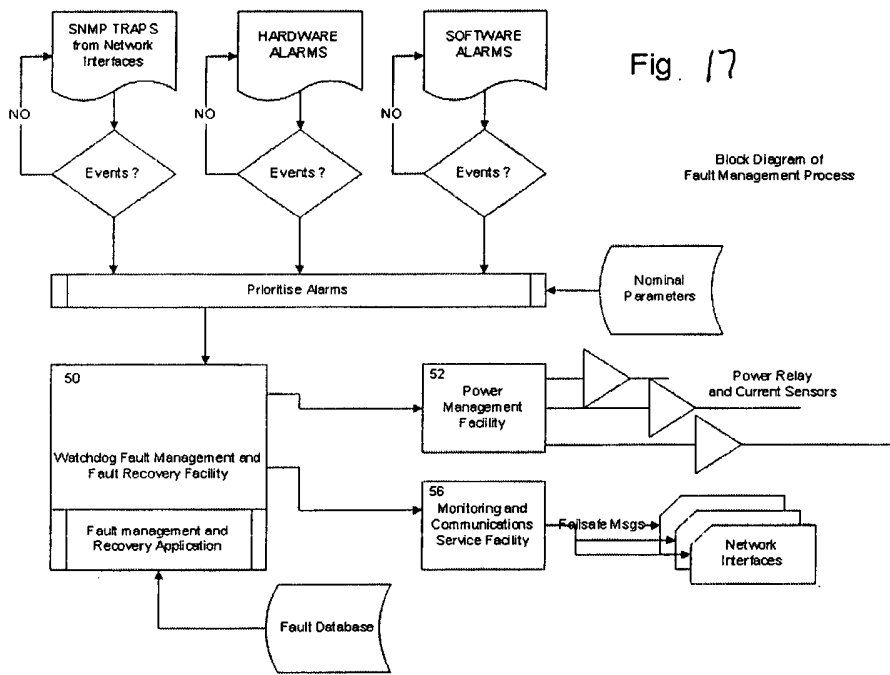 SNMP TRAPS
from Network
Interfaces
HARDWARE
ALARMS
SOFTWARE
ALARMS
Fig. 17
NO
NO
NO
Events ?
Events ?
Events ?
Block Diagram of
Fault Management Process
Prioritise Alarms
Nominal
Parameters
50
Watchdog Fault Management and
Fault Recovery Facility
Fault management and
Recovery Application
52
Power
Management
Facility
Power Relay
and Current Sensors
56
Monitoring and
Communications
Service Facility
Failsafe Msgs
Network
Interfaces
Fault Database